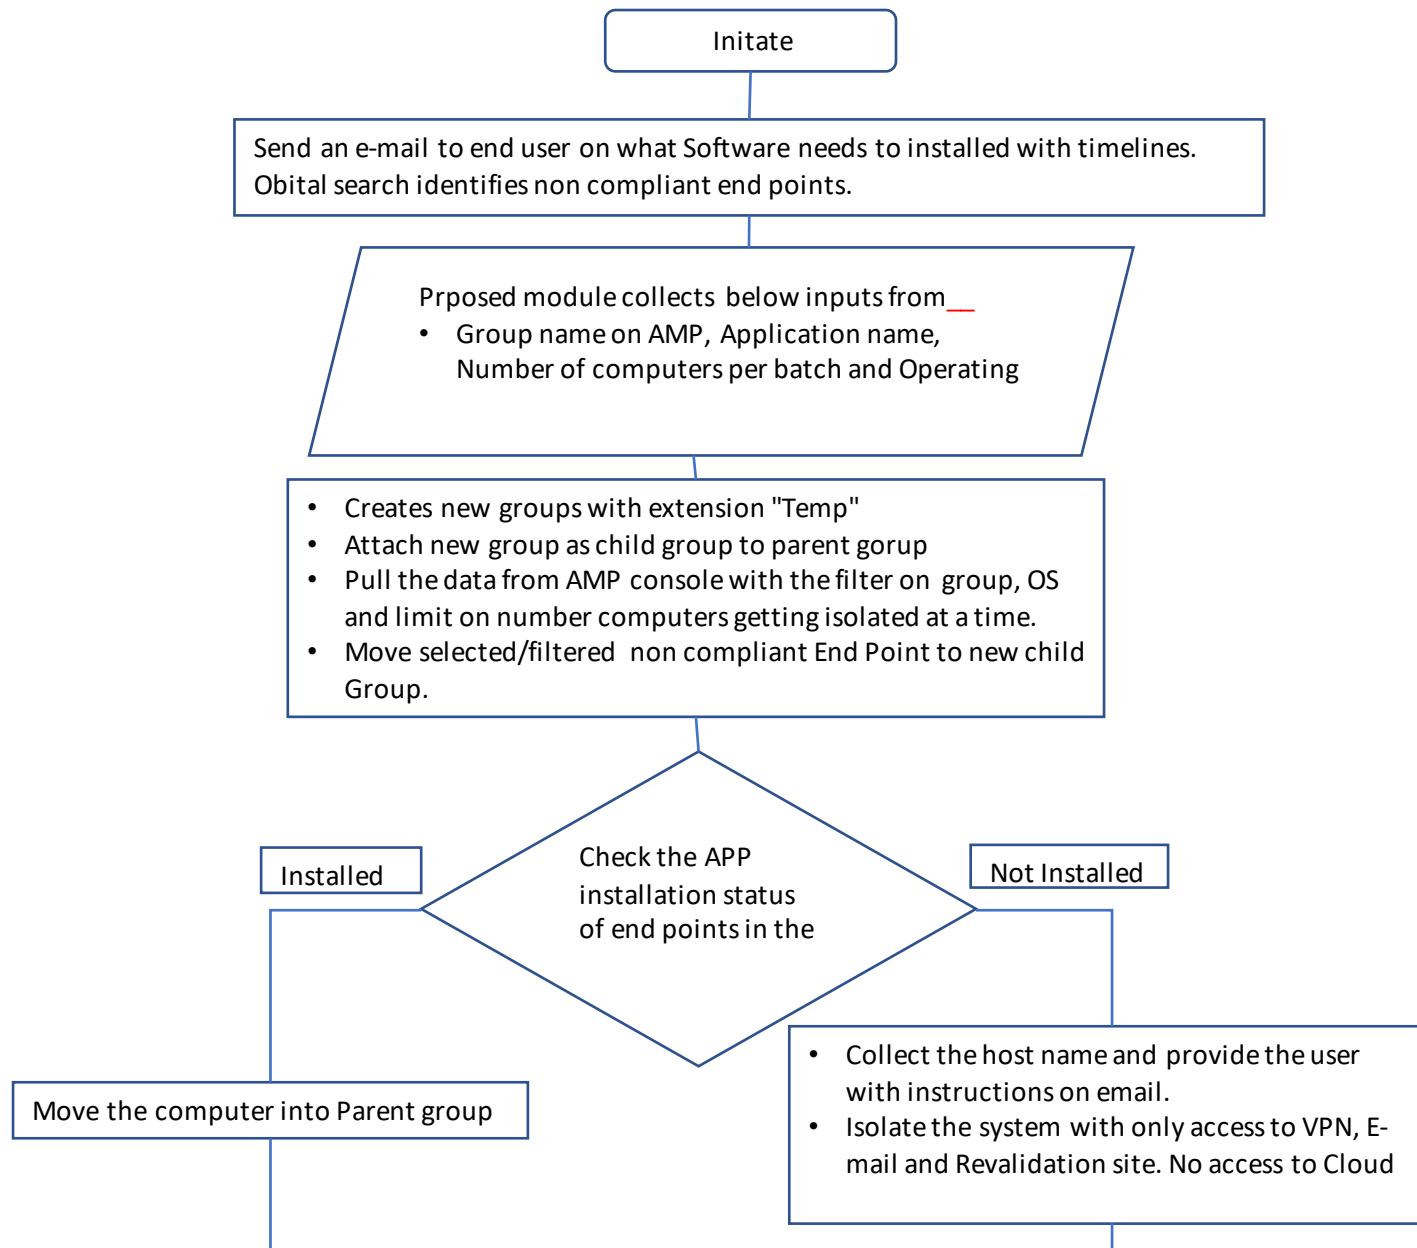 Initate
Send an e-mail to end user on what Software needs to installed with timelines.
Obital search identifies non compliant end points.
Prposed module collects below inputs from__
• Group name on AMP, Application name,
Number of computers per batch and Operating
• Creates new groups with extension "Temp"
• Attach new group as child group to parent gorup
• Pull the data from AMP console with the filter on group, OS
and limit on number computers getting isolated at a time.
• Move selected/filtered non compliant End Point to new child
Group.
Check the APP
installation status
of end points in the
Installed
Not Installed
Move the computer into Parent group
• Collect the host name and provide the user
with instructions on email.
• Isolate the system with only access to VPN, E-
mail and Revalidation site. No access to Cloud